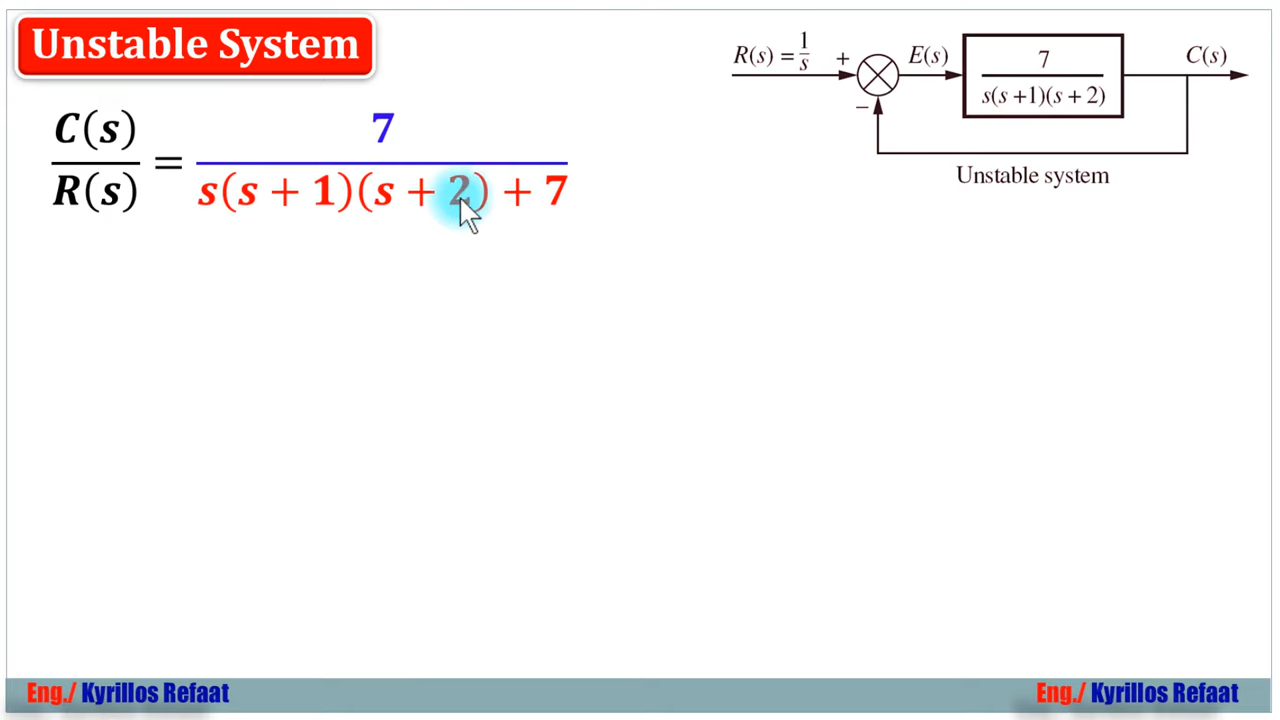 Unstable System
C(s)/R(s) = 7/(s(s + 1)(s + 2) + 7)
R(s) = 1/s
+
−
E(s)
7/(s(s +1)(s + 2))
C(s)
Unstable system
Eng./ Kyrillos Refaat
Eng./ Kyrillos Refaat